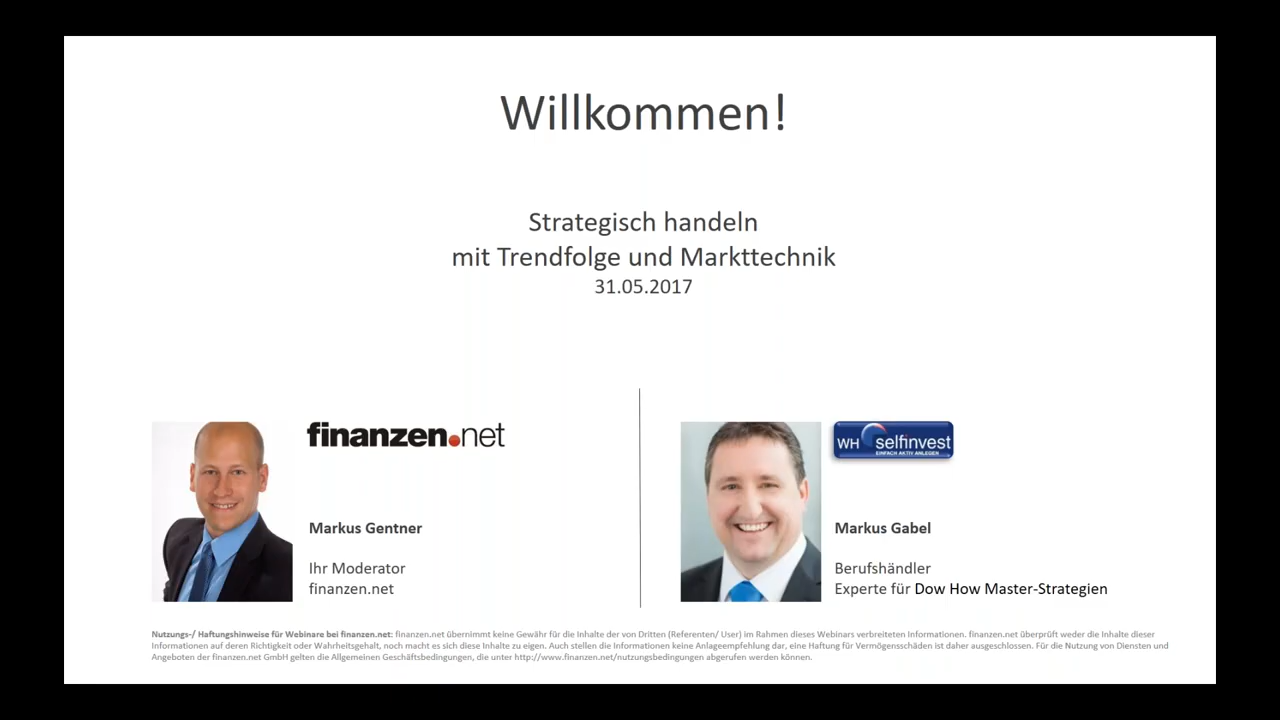 Willkommen!
Strategisch handeln
mit Trendfolge und Markttechnik
31.05.2017
finanzen.net
Markus Gentner
Ihr Moderator
finanzen.net
WH selfinvest
EINFACH AKTIV ANLEGEN
Markus Gabel
Berufshändler
Experte für Dow How Master-Strategien
Nutzungs-/ Haftungshinweise für Webinare bei finanzen.net: finanzen.net übernimmt keine Gewähr für die Inhalte der von Dritten (Referenten/ User) im Rahmen dieses Webinars verbreiteten Informationen. finanzen.net überprüft weder die Inhalte dieser
Informationen auf deren Richtigkeit oder Wahrheitsgehalt, noch macht es sich diese Inhalte zu eigen. Auch stellen die Informationen keine Anlageempfehlung dar, eine Haftung für Vermögensschäden ist daher ausgeschlossen. Für die Nutzung von Diensten und
Angeboten der finanzen.net GmbH gelten die Allgemeinen Geschäftsbedingungen, die unter http://www.finanzen.net/nutzungsbedingungen abgerufen werden können.